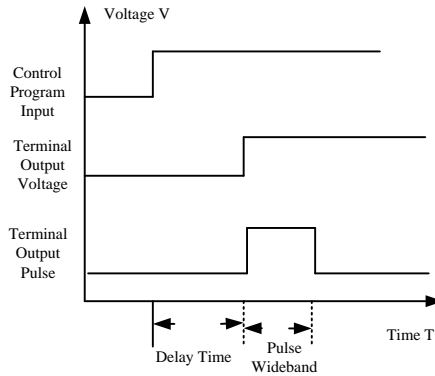 Voltage V
Control
Program
Input
Terminal
Output
Voltage
Terminal
Output
Pulse
Time T
Delay Time
Pulse
Wideband